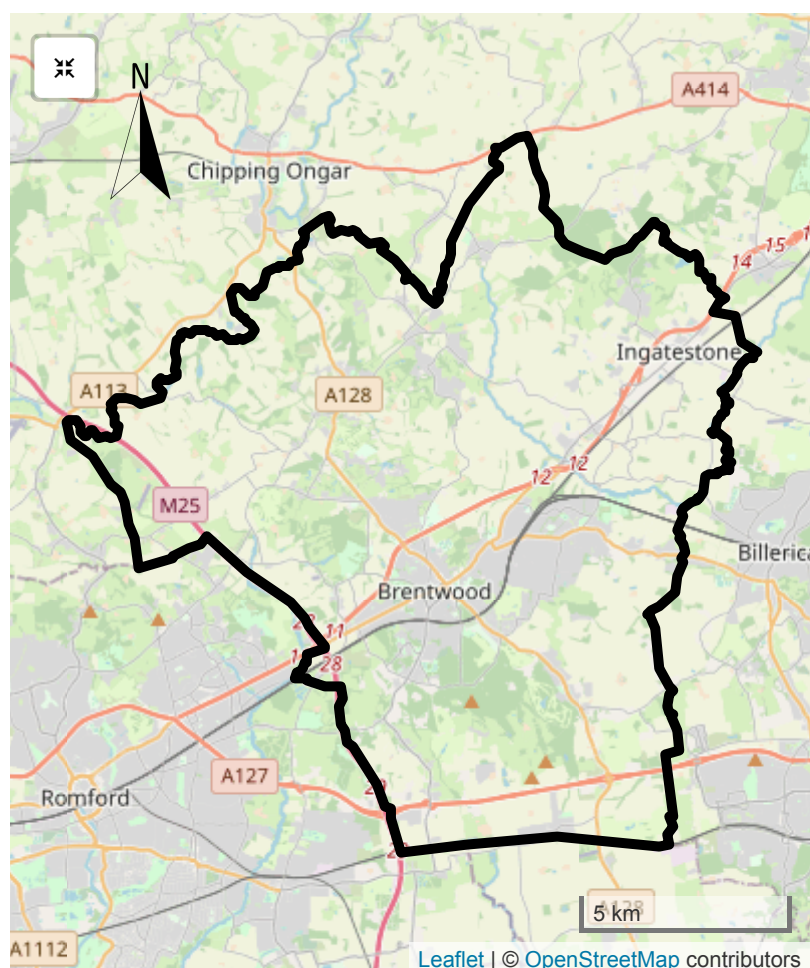 N
A414
Chipping Ongar
14
15
Ingatestone
A113
A128
12
12
M25
Billerica
Brentwood
11
28
A127
Romford
5 km
A128
A1112
Leaflet | © OpenStreetMap contributors